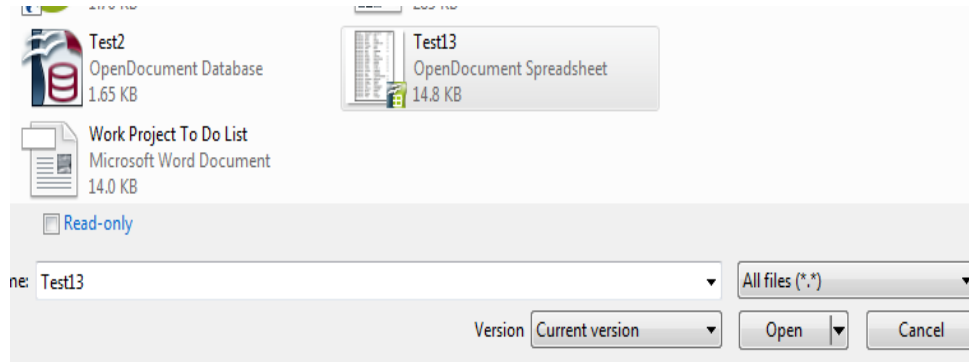 Test2
OpenDocument Database
1.65 KB
Test13
OpenDocument Spreadsheet
14.8 KB
Work Project To Do List
Microsoft Word Document
14.0 KB
Read-only
me: Test13
All files (*.*)
Version Current version
Open
Cancel